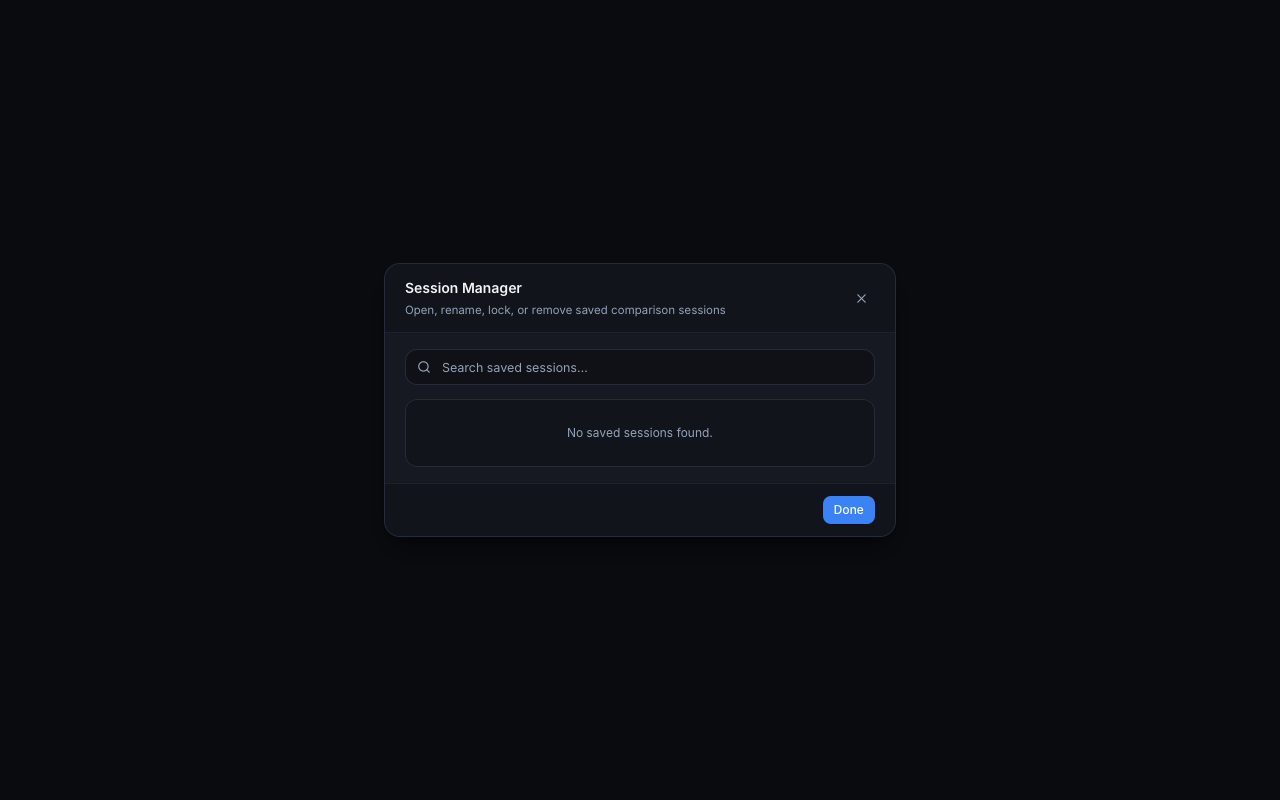 Session Manager
Open, rename, lock, or remove saved comparison sessions
Search saved sessions...
No saved sessions found.
Done